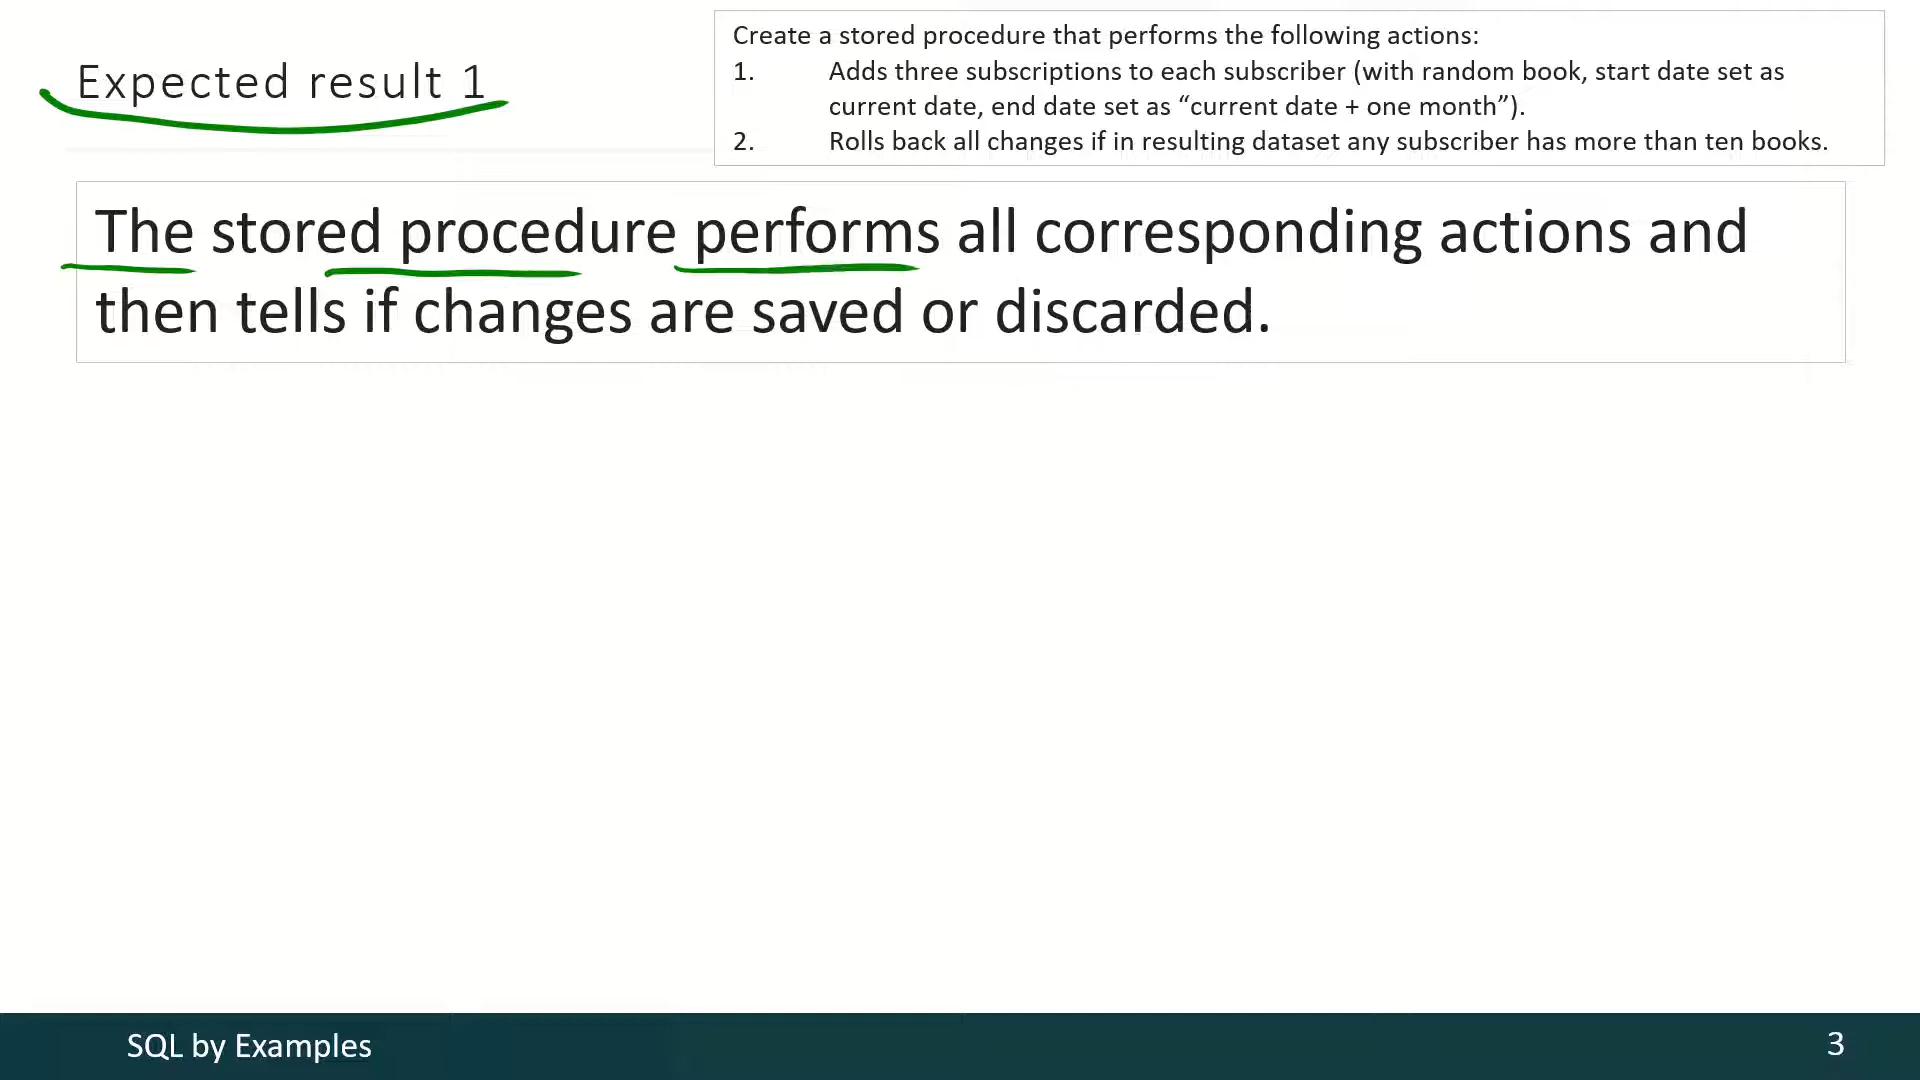 Expected result 1
Create a stored procedure that performs the following actions:
1. Adds three subscriptions to each subscriber (with random book, start date set as
current date, end date set as “current date + one month”).
2. Rolls back all changes if in resulting dataset any subscriber has more than ten books.
The stored procedure performs all corresponding actions and
then tells if changes are saved or discarded.
SQL by Examples
3